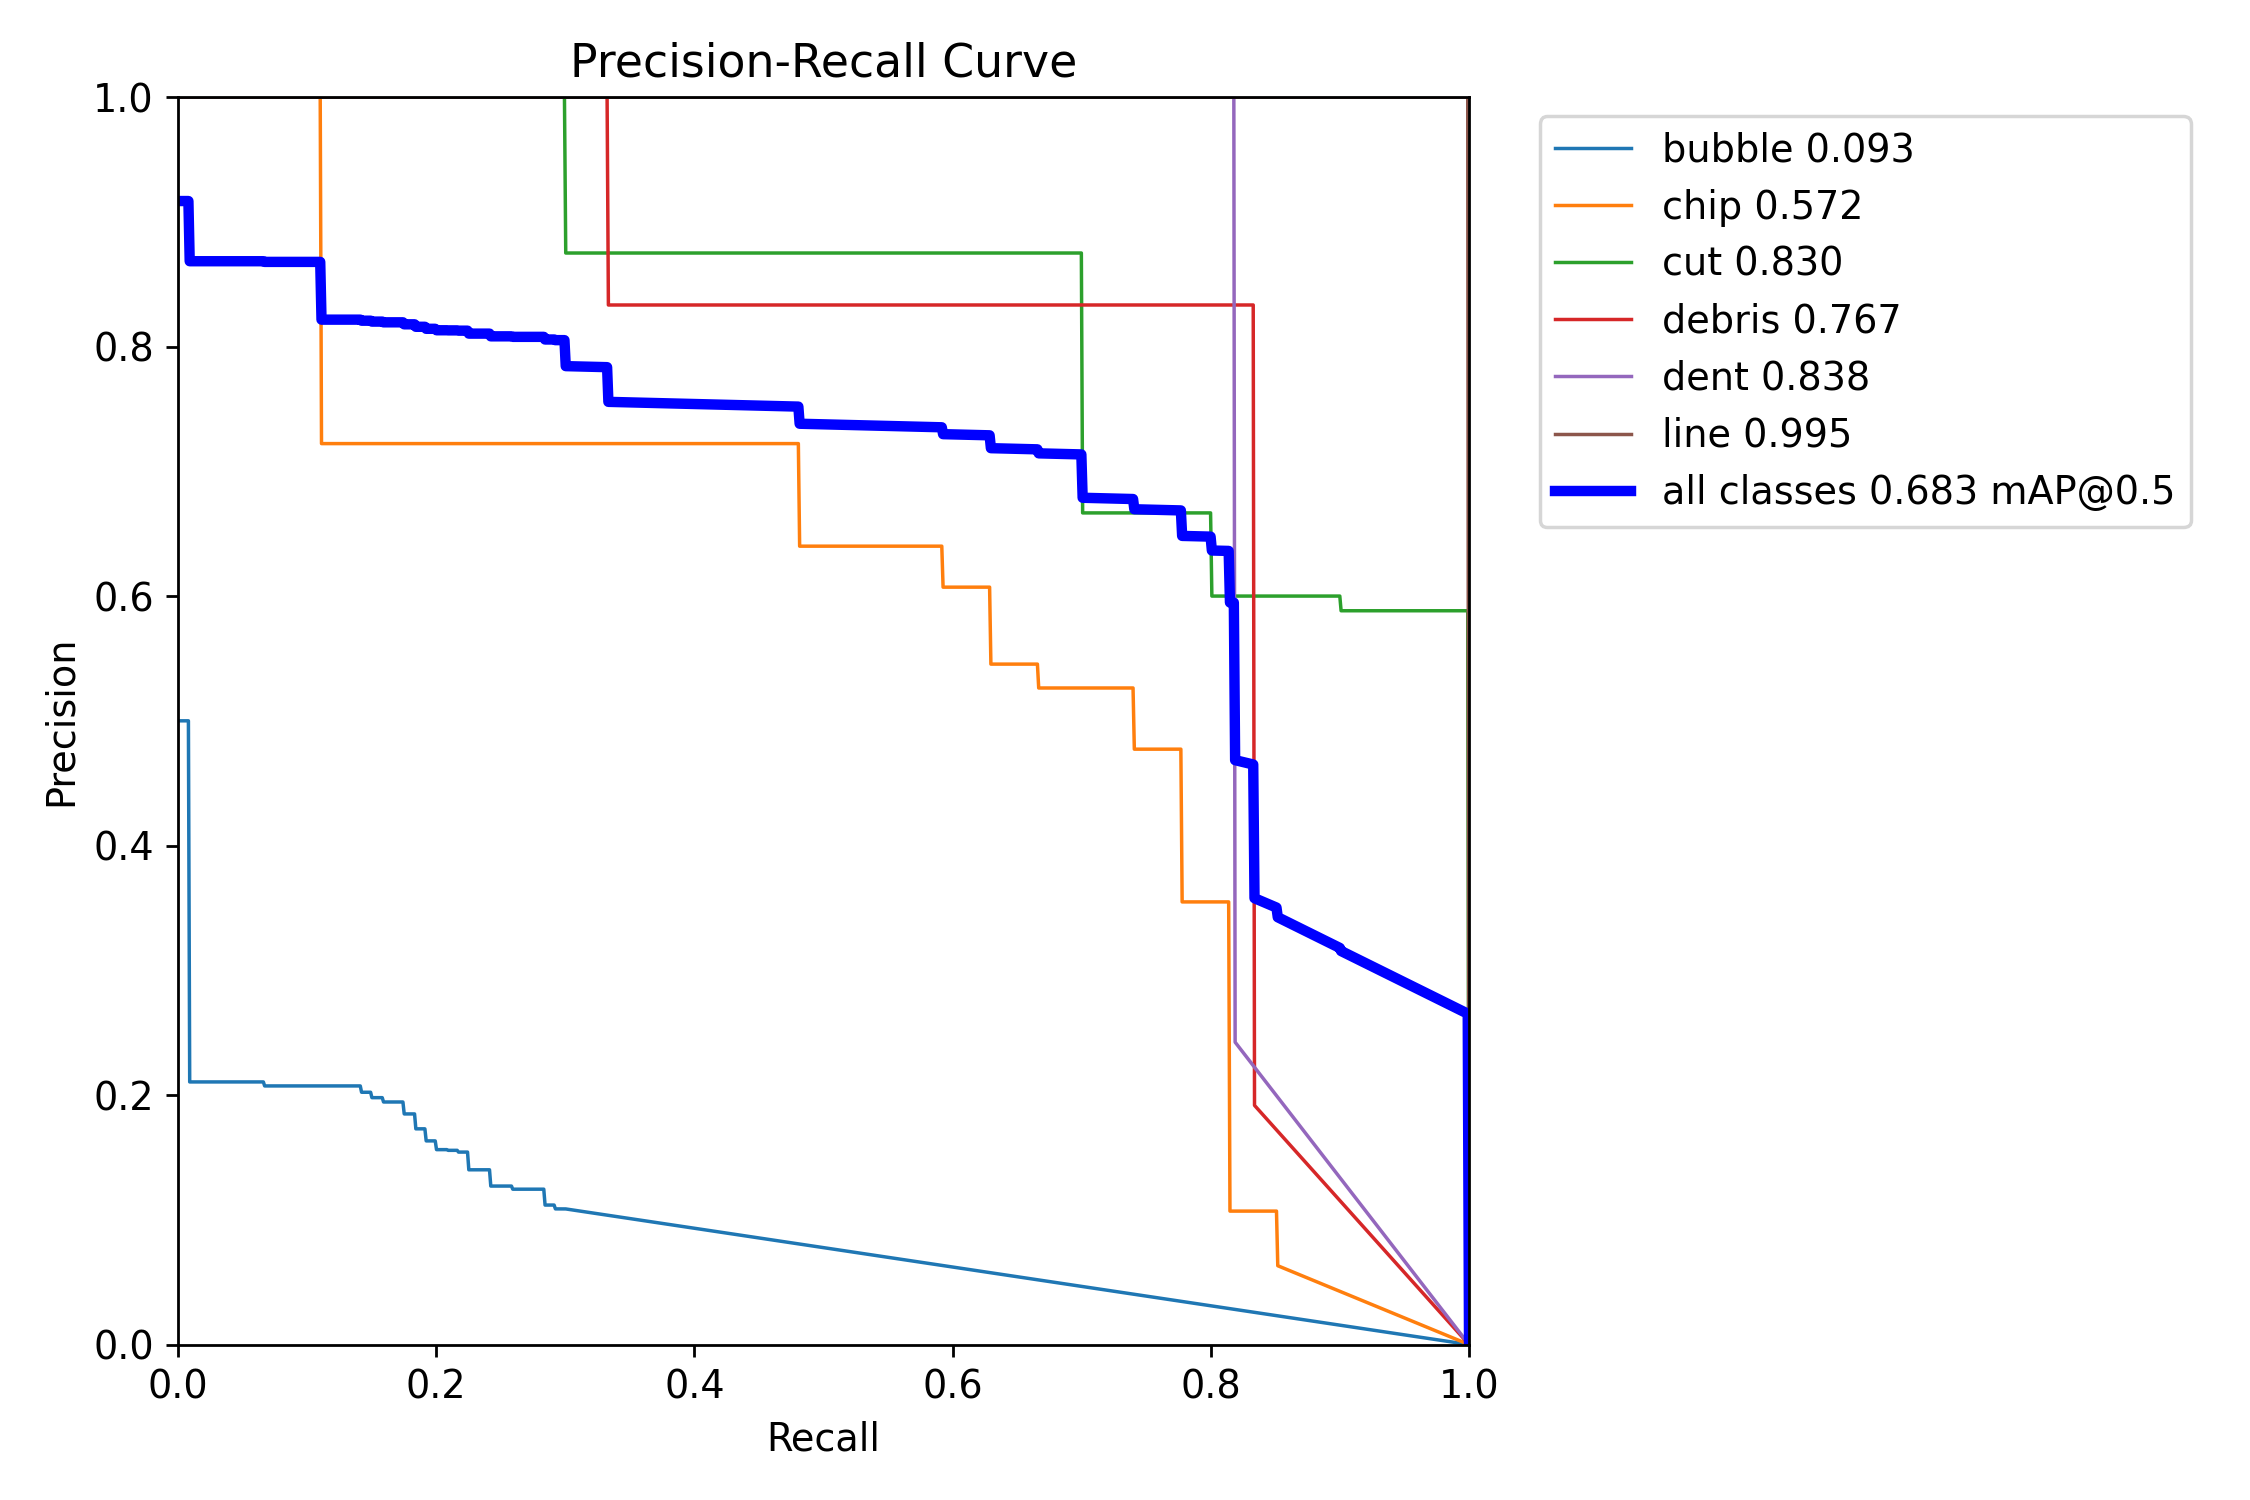 Precision-Recall Curve
1.0
0.8
0.6
0.4
0.2
0.0
Precision
0.0 0.2 0.4 0.6 0.8 1.0
Recall
bubble 0.093
chip 0.572
cut 0.830
debris 0.767
dent 0.838
line 0.995
all classes 0.683 mAP@0.5